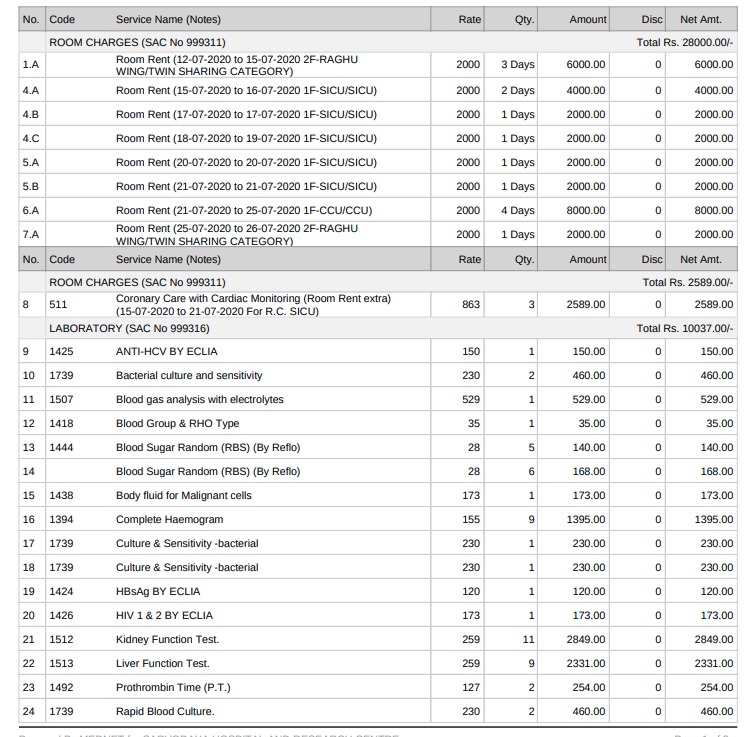 No. Code Service Name (Notes) Rate Qty. Amount Disc Net Amt.
ROOM CHARGES (SAC No 999311) Total Rs. 28000.00/-
1.A Room Rent (12-07-2020 to 15-07-2020 2F-RAGHU 2000 3 Days 6000.00 0 6000.00
WING/TWIN SHARING CATEGORY)
4.A Room Rent (15-07-2020 to 16-07-2020 1F-SICU/SICU) 2000 2 Days 4000.00 0 4000.00
4.B Room Rent (17-07-2020 to 17-07-2020 1F-SICU/SICU) 2000 1 Days 2000.00 0 2000.00
4.C Room Rent (18-07-2020 to 19-07-2020 1F-SICU/SICU) 2000 1 Days 2000.00 0 2000.00
5.A Room Rent (20-07-2020 to 20-07-2020 1F-SICU/SICU) 2000 1 Days 2000.00 0 2000.00
5.B Room Rent (21-07-2020 to 21-07-2020 1F-SICU/SICU) 2000 1 Days 2000.00 0 2000.00
6.A Room Rent (21-07-2020 to 25-07-2020 1F-CCU/CCU) 2000 4 Days 8000.00 0 8000.00
7.A Room Rent (25-07-2020 to 26-07-2020 2F-RAGHU 2000 1 Days 2000.00 0 2000.00
WING/TWIN SHARING CATEGORY)
No. Code Service Name (Notes) Rate Qty. Amount Disc Net Amt.
ROOM CHARGES (SAC No 999311) Total Rs. 2589.00/-
8 511 Coronary Care with Cardiac Monitoring (Room Rent extra) 863 3 2589.00 0 2589.00
(15-07-2020 to 21-07-2020 For R.C. SICU)
LABORATORY (SAC No 999316) Total Rs. 10037.00/-
9 1425 ANTI-HCV BY ECLIA 150 1 150.00 0 150.00
10 1739 Bacterial culture and sensitivity 230 2 460.00 0 460.00
11 1507 Blood gas analysis with electrolytes 529 1 529.00 0 529.00
12 1418 Blood Group & RHO Type 35 1 35.00 0 35.00
13 1444 Blood Sugar Random (RBS) (By Reflo) 28 5 140.00 0 140.00
14 Blood Sugar Random (RBS) (By Reflo) 28 6 168.00 0 168.00
15 1438 Body fluid for Malignant cells 173 1 173.00 0 173.00
16 1394 Complete Haemogram 155 9 1395.00 0 1395.00
17 1739 Culture & Sensitivity -bacterial 230 1 230.00 0 230.00
18 1739 Culture & Sensitivity -bacterial 230 1 230.00 0 230.00
19 1424 HBsAg BY ECLIA 120 1 120.00 0 120.00
20 1426 HIV 1 & 2 BY ECLIA 173 1 173.00 0 173.00
21 1512 Kidney Function Test. 259 11 2849.00 0 2849.00
22 1513 Liver Function Test. 259 9 2331.00 0 2331.00
23 1492 Prothrombin Time (P.T.) 127 2 254.00 0 254.00
24 1739 Rapid Blood Culture. 230 2 460.00 0 460.00